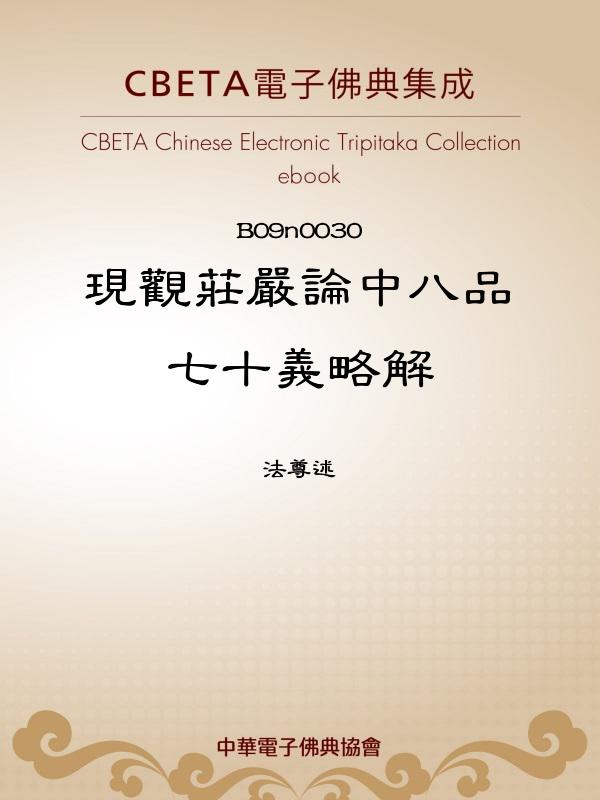 CBETA電子佛典集成
CBETA Chinese Electronic Tripitaka Collection
ebook
B09n0030
現觀莊嚴論中八品
七十義略解
法尊述
中華電子佛典協會